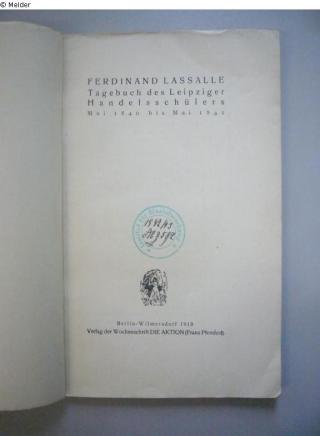 © Melder
FERDINAND LASSALLE
Tagebuch des Leipziger
Handelsschülers
Mai 1840 bis Mai 1841
Berlin-Wilmersdorf 1918
Verlag der Wochenschrift DIE AKTION (Franz Pfemfert)